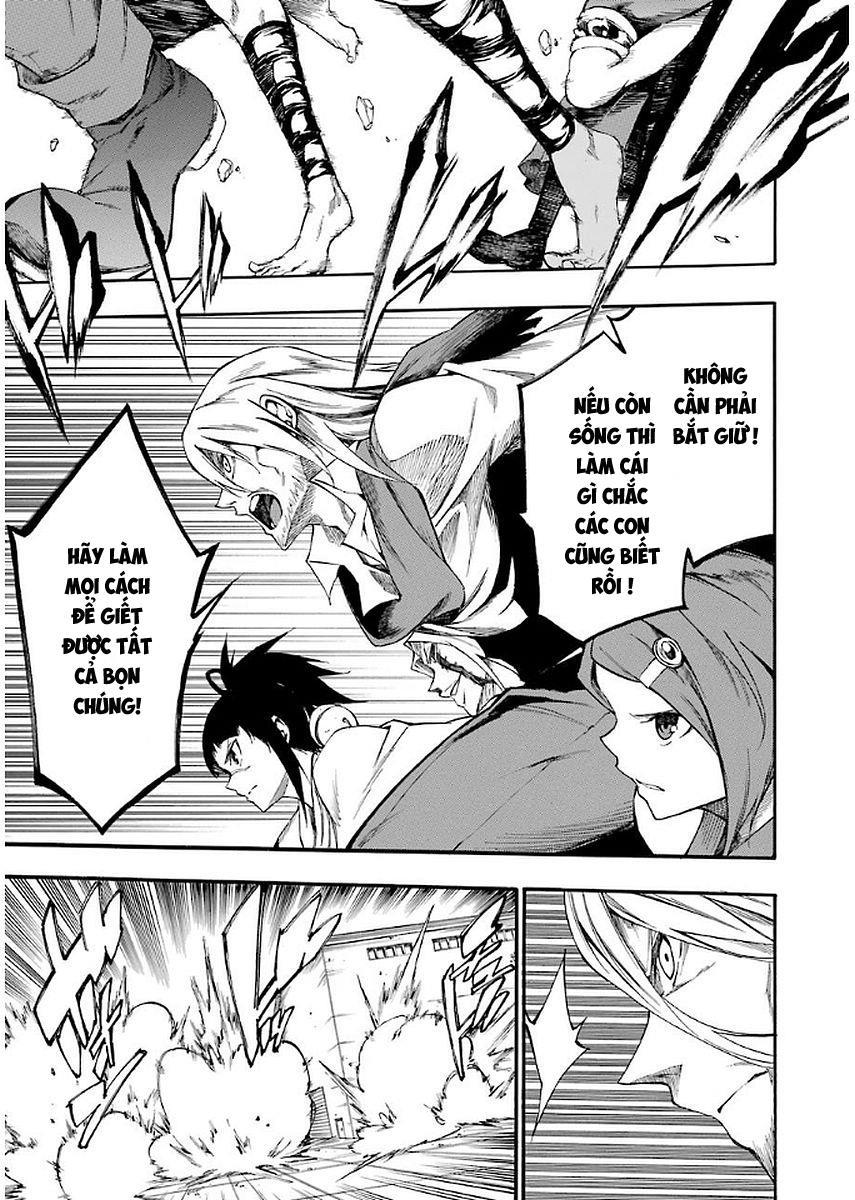 KHÔNG
CẦN PHẢI
BẮT GIỮ!
NẾU CÒN
SỐNG THÌ
LÀM CÁI
GÌ CHẮC
CÁC CON
CŨNG BIẾT
RỒI !
HÃY LÀM
MỌI CÁCH
ĐỂ GIẾT
ĐƯỢC TẤT
CẢ BỌN
CHÚNG!